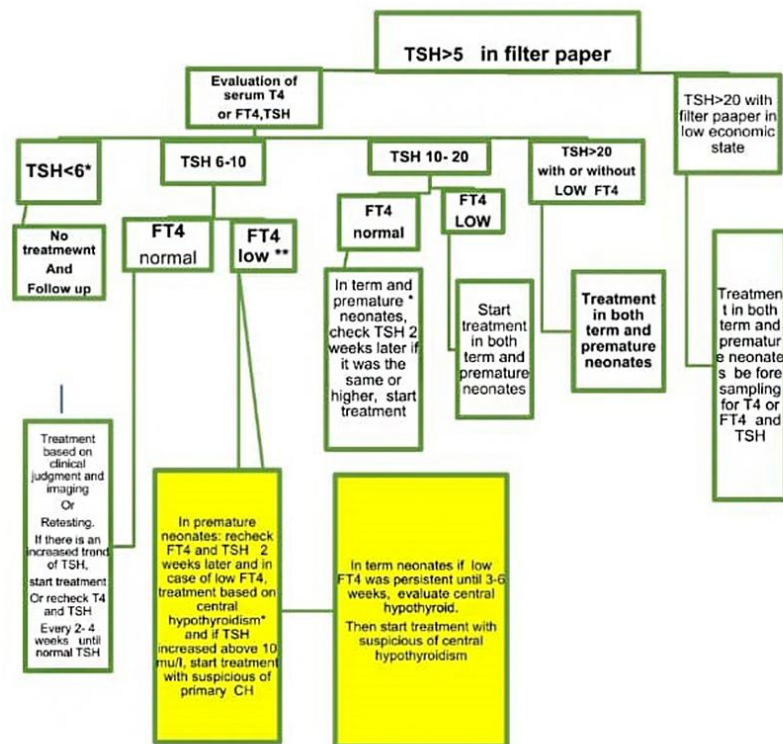 TSH>5 in filter paper
Evaluation of
serum T4
or FT4,TSH
TSH>20 with
filter paaper in
low economic
state
TSH<6*
TSH 6-10
TSH 10- 20
TSH>20
with or without
LOW FT4
No
treatmewnt
And
Follow up
FT4
normal
FT4
low **
FT4
normal
FT4
LOW
In term and
premature *
neonates,
check TSH 2
weeks later if
it was the
same or
higher, start
treatment
Start
treatment
in both
term and
premature
neonates
Treatment
in both term and
premature
neonates
Treatmen
t in both
term and
prematur
e neonate
s be fore
sampling
for T4 or
FT4 and
TSH
Treatment
based on
clinical
judgment and
imaging
Or
Retesting.
If there is an
increased trend
of TSH,
start treatment
Or recheck T4
and TSH
Every 2- 4
weeks until
normal TSH
In premature
neonates: recheck
FT4 and TSH 2
weeks later and in
case of low FT4,
treatment based on
central
hypothyroidism*
and if TSH
increased above 10
mu/l, start treatment
with suspicious of
primary CH
In term neonates if low
FT4 was persistent until 3-6
weeks, evaluate central
hypothyroid.
Then start treatment with
suspicious of central
hypothyroidism